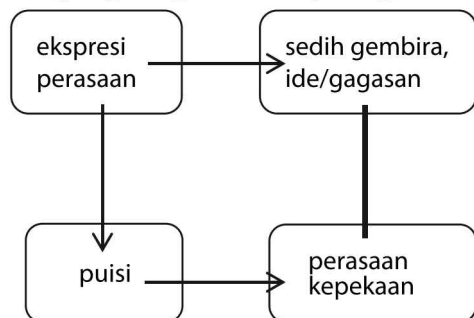 ekspresi
perasaan
sedih gembira,
ide/gagasan
puisi
perasaan
kepekaan